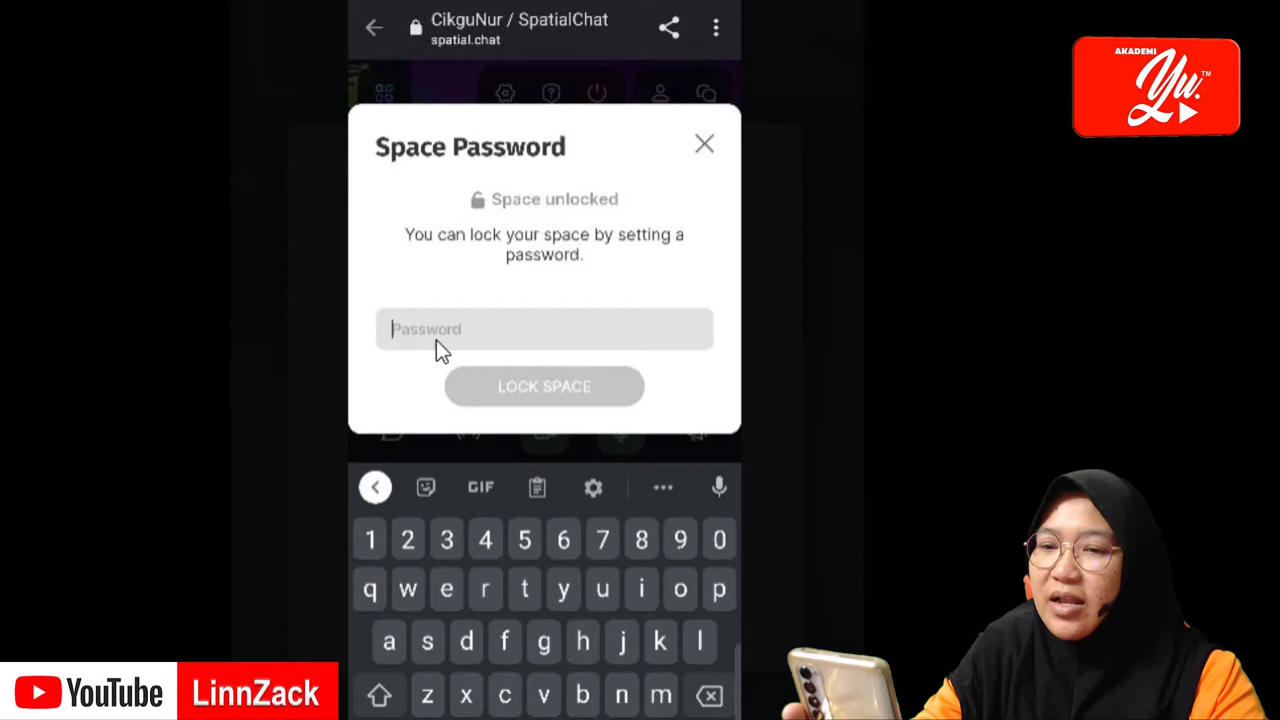 CikguNur / SpatialChat
spatial.chat
AKADEMI
Yu.
TM
Space Password
Space unlocked
You can lock your space by setting a
password.
Password
LOCK SPACE
GIF
1 2 3 4 5 6 7 8 9 0
q w e r t y u i o p
a s d f g h j k l
z x c v b n m
YouTube LinnZack